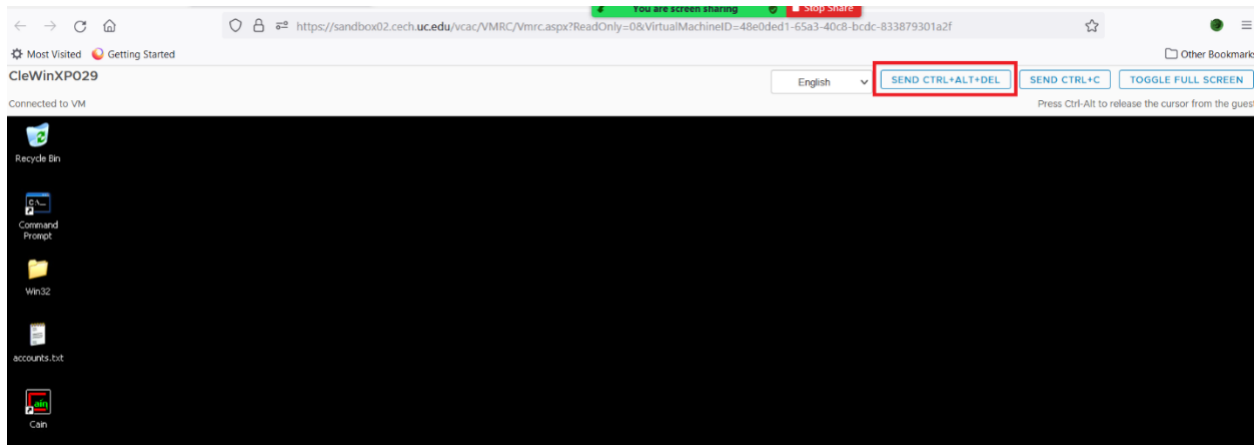 You are screen sharing Stop Share
https://sandbox02.cech.uc.edu/vcac/VMRC/Vmrc.aspx?ReadOnly=0&VirtualMachineID=48e0ded1-65a3-40c8-bcdc-833879301a2f
Most Visited Getting Started Other Bookmarks
CleWinXP029
English SEND CTRL+ALT+DEL SEND CTRL+C TOGGLE FULL SCREEN
Connected to VM Press Ctrl-Alt to release the cursor from the guest
Recycle Bin
C:\_
Command
Prompt
Win32
accounts.txt
Cain
Cain